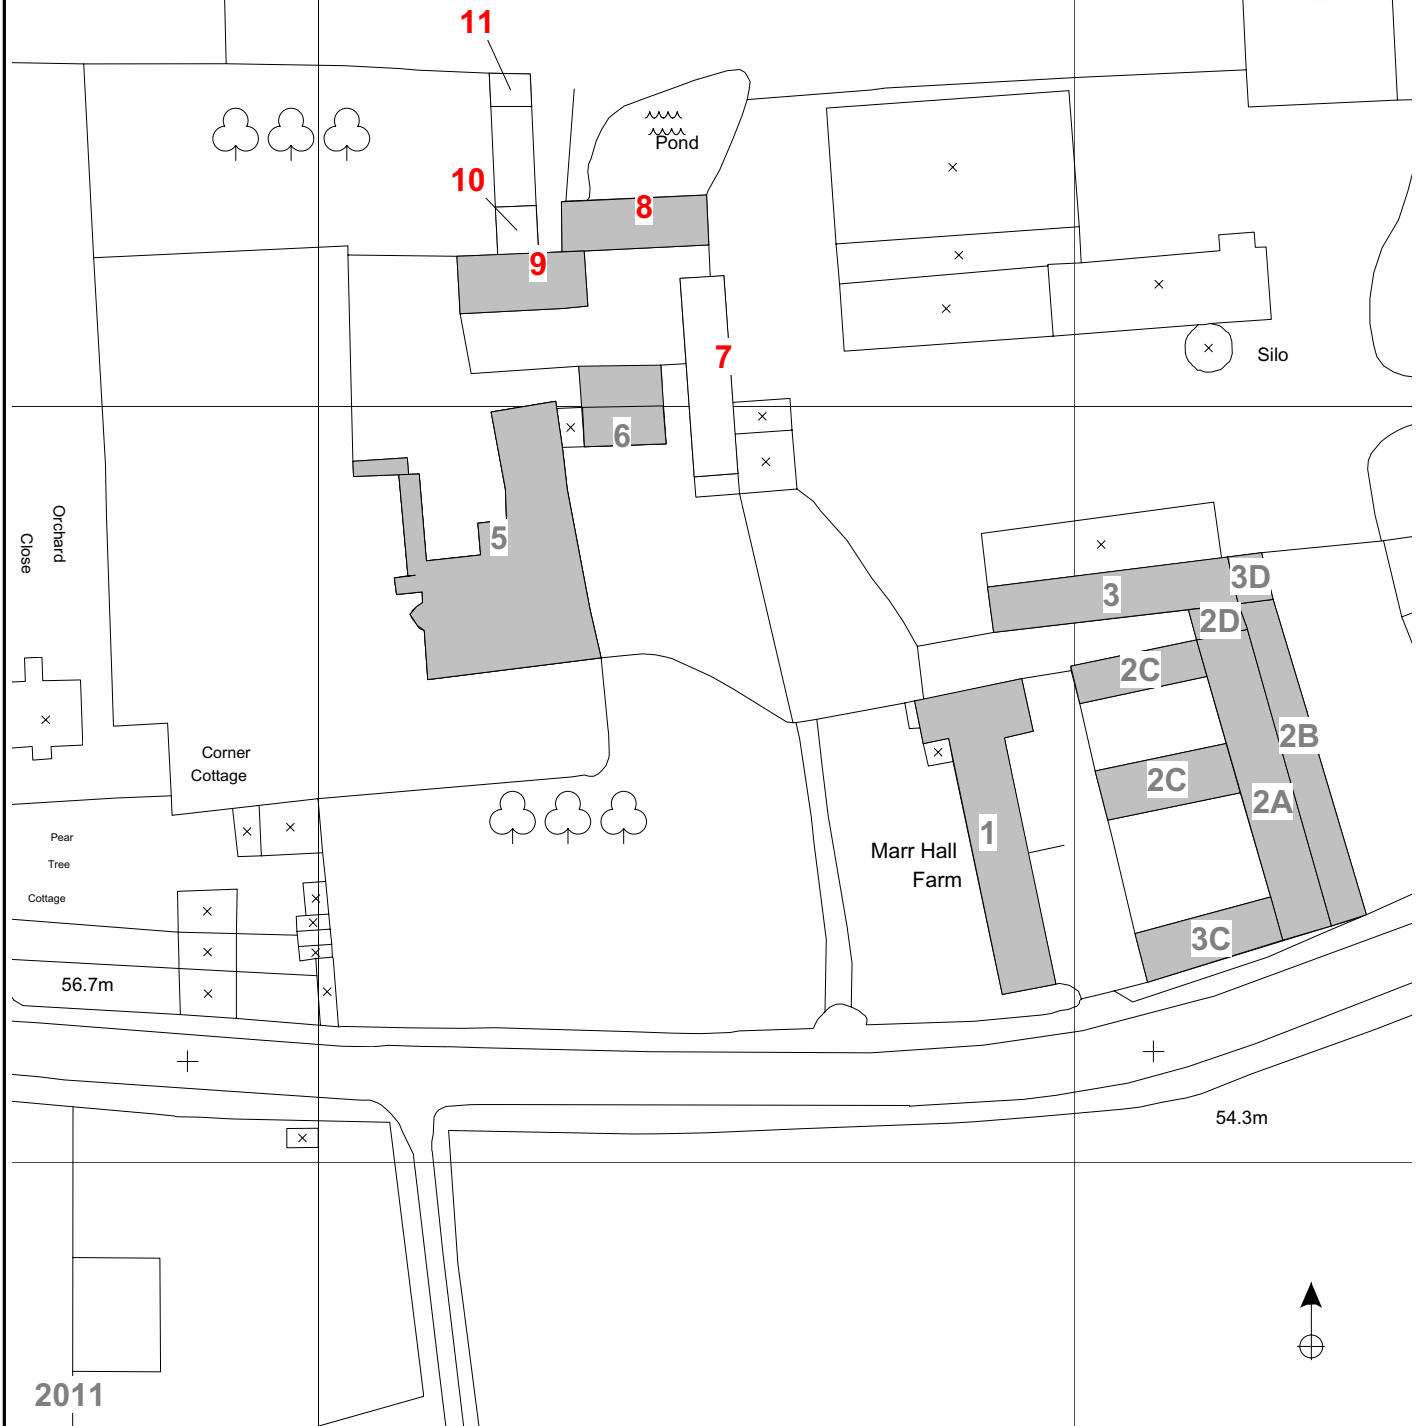 11
Pond
10
8
9
7
Silo
6
5
Orchard
Close
3
3D
2D
2C
2B
Corner
Cottage
2C
2A
1
Pear
Tree
Cottage
Marr Hall
Farm
3C
56.7m
54.3m
2011